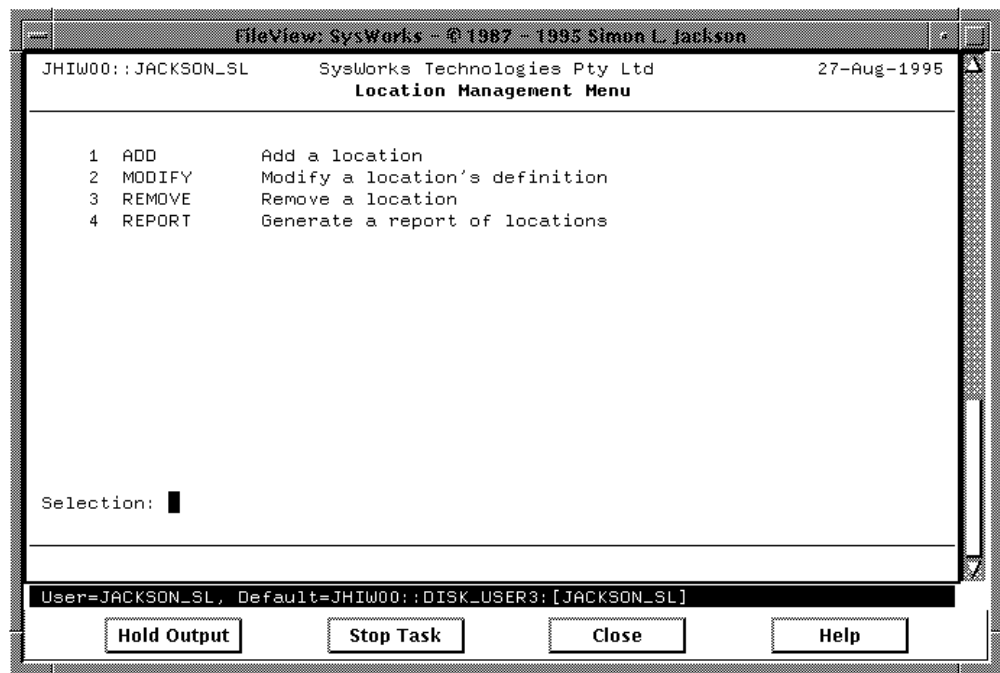 FileView: SysWorks - © 1987 - 1995 Simon L. Jackson
JHIW00::JACKSON_SL SysWorks Technologies Pty Ltd 27-Aug-1995
Location Management Menu
1 ADD Add a location
2 MODIFY Modify a location's definition
3 REMOVE Remove a location
4 REPORT Generate a report of locations
Selection:
User=JACKSON_SL, Default=JHIW00::DISK_USER3:[JACKSON_SL]
Hold Output Stop Task Close Help